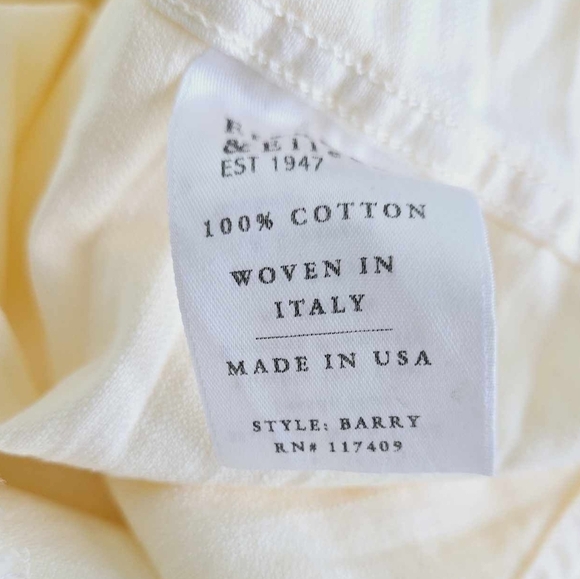 EST 1947
100% COTTON
WOVEN IN
ITALY
MADE IN USA
STYLE: BARRY
RN# 117409